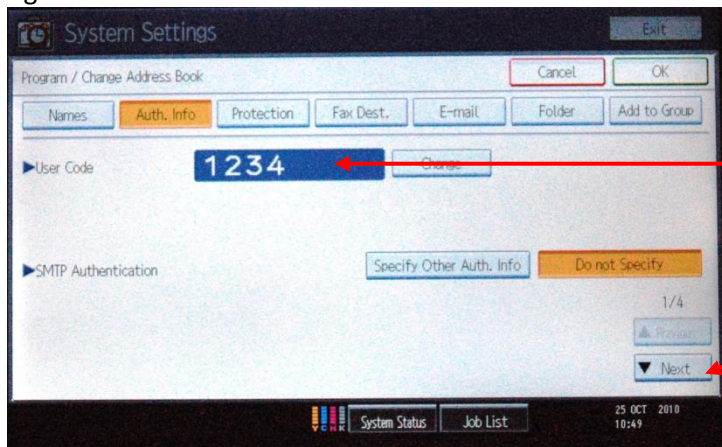 System Settings Exit
Program / Change Address Book Cancel OK
Names Auth. Info Protection Fax Dest. E-mail Folder Add to Group
►User Code 1234 Change
►SMTP Authentication Specify Other Auth. Info Do not Specify
1/4
▲ Previous
▼ Next
Y C M K System Status Job List 25 OCT 2010
10:49